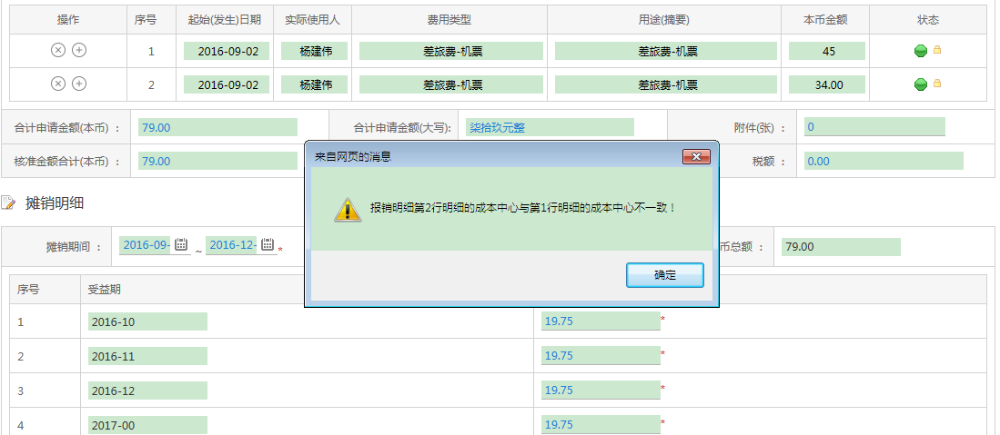 操作 序号 起始(发生)日期 实际使用人 费用类型 用途(摘要) 本币金额 状态
1 2016-09-02 杨建伟 差旅费-机票 差旅费-机票 45
2 2016-09-02 杨建伟 差旅费-机票 差旅费-机票 34.00
合计申请金额(本币) : 79.00 合计申请金额(大写): 柒拾玖元整 附件(张) : 0
核准金额合计(本币) : 79.00 税额 : 0.00
来自网页的消息
报销明细第2行明细的成本中心与第1行明细的成本中心不一致！
确定
摊销明细
摊销期间 : 2016-09- ~ 2016-12- * 币总额 : 79.00
序号 受益期
1 2016-10 19.75 *
2 2016-11 19.75 *
3 2016-12 19.75 *
4 2017-00 19.75 *